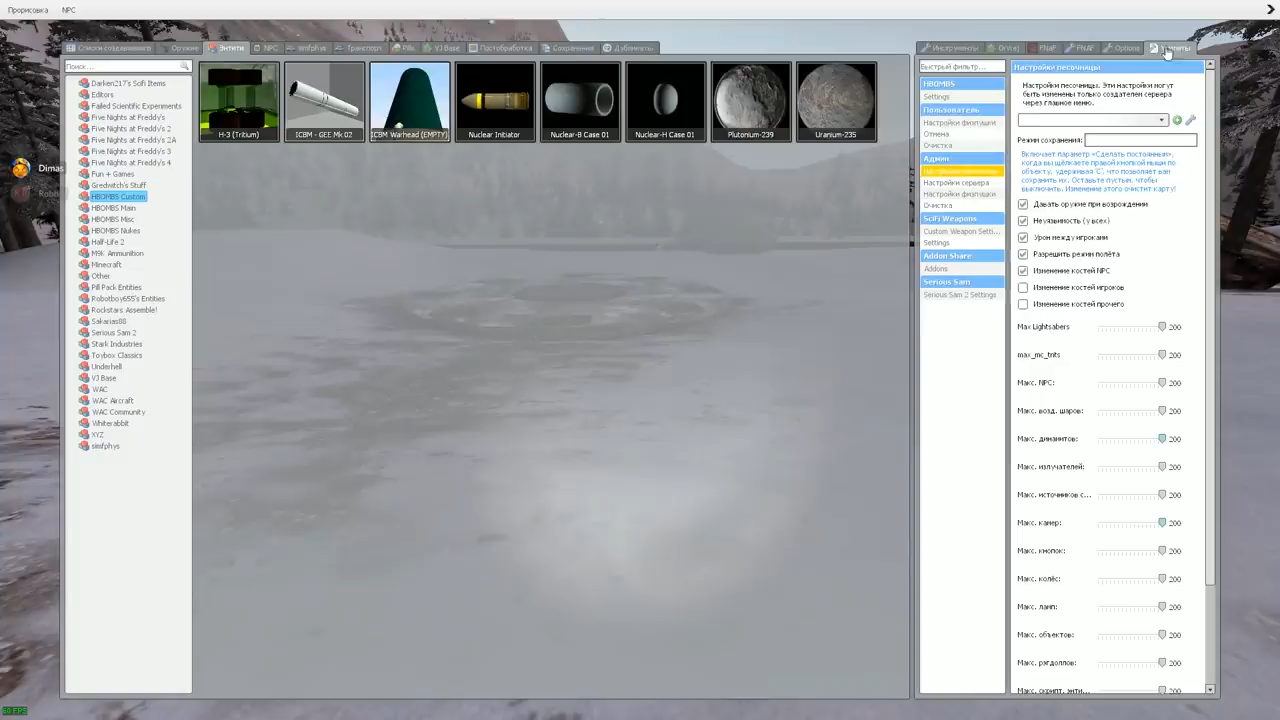 Прорисовка NPC
Списки соединников Оружие Энтити NPC simfphys Транспорт Pills VJ Base Постобработка Сохранения Дубликаты
Инструменты FNaF FNAF Options
Поиск...
Darken217's SciFi Items
Editors
Failed Scientific Experiments
Five Nights at Freddy's
Five Nights at Freddy's 2
Five Nights at Freddy's 2A
Five Nights at Freddy's 3
Five Nights at Freddy's 4
Fun + Games
Gredwitch's Stuff
HBOMBS Custom
HBOMBS Main
HBOMBS Misc
HBOMBS Nukes
Half-Life 2
M9k Ammunition
Minecraft
Other
Pill Pack Entities
Robotboy655's Entities
Rockstars Assemble!
Sakarias88
Serious Sam 2
Stark Industries
Toybox Classics
Underhell
VJ Base
WAC
WAC Aircraft
WAC Community
Whiterabbit
XYZ
simfphys
Dimas
H-3 (Tritium)
ICBM - GEE Mk 02
ICBM Warhead (EMPTY)
Nuclear Initiator
Nuclear-B Case 01
Nuclear-H Case 01
Plutonium-239
Uranium-235
Быстрый фильтр...
HBOMBS
Settings
Пользователь
Настройки физпушки
Отмена
Очистка
Админ
Настройки песочницы
Настройки сервера
Настройки физпушки
Очистка
SciFi Weapons
Custom Weapon Setti...
Settings
Addon Share
Addons
Serious Sam
Serious Sam 2 Settings
Настройки песочницы
Настройки песочницы. Эти настройки могут
быть изменены только создателем сервера
через главное меню.
Режим сохранения:
Включает параметр «Сделать постоянным»,
когда вы щёлкаете правой кнопкой мыши по
объекту, удерживая 'C', что позволяет вам
сохранить их. Оставьте пустым, чтобы
выключить. Изменение этого очистит карту!
Давать оружие при возрождении
Неуязвимость (у всех)
Урон между игроками
Разрешить режим полёта
Изменение костей NPC
Изменение костей игроков
Изменение костей прочего
Max Lightsabers 200
max_mc_tnts 200
Макс. NPC: 200
Макс. возд. шаров: 200
Макс. динамитов: 200
Макс. излучателей: 200
Макс. источников с... 200
Макс. камер: 200
Макс. кнопок: 200
Макс. колёс: 200
Макс. ламп: 200
Макс. объектов: 200
Макс. рэгдоллов: 200
Макс. скрипт. энти... 200
60 FPS